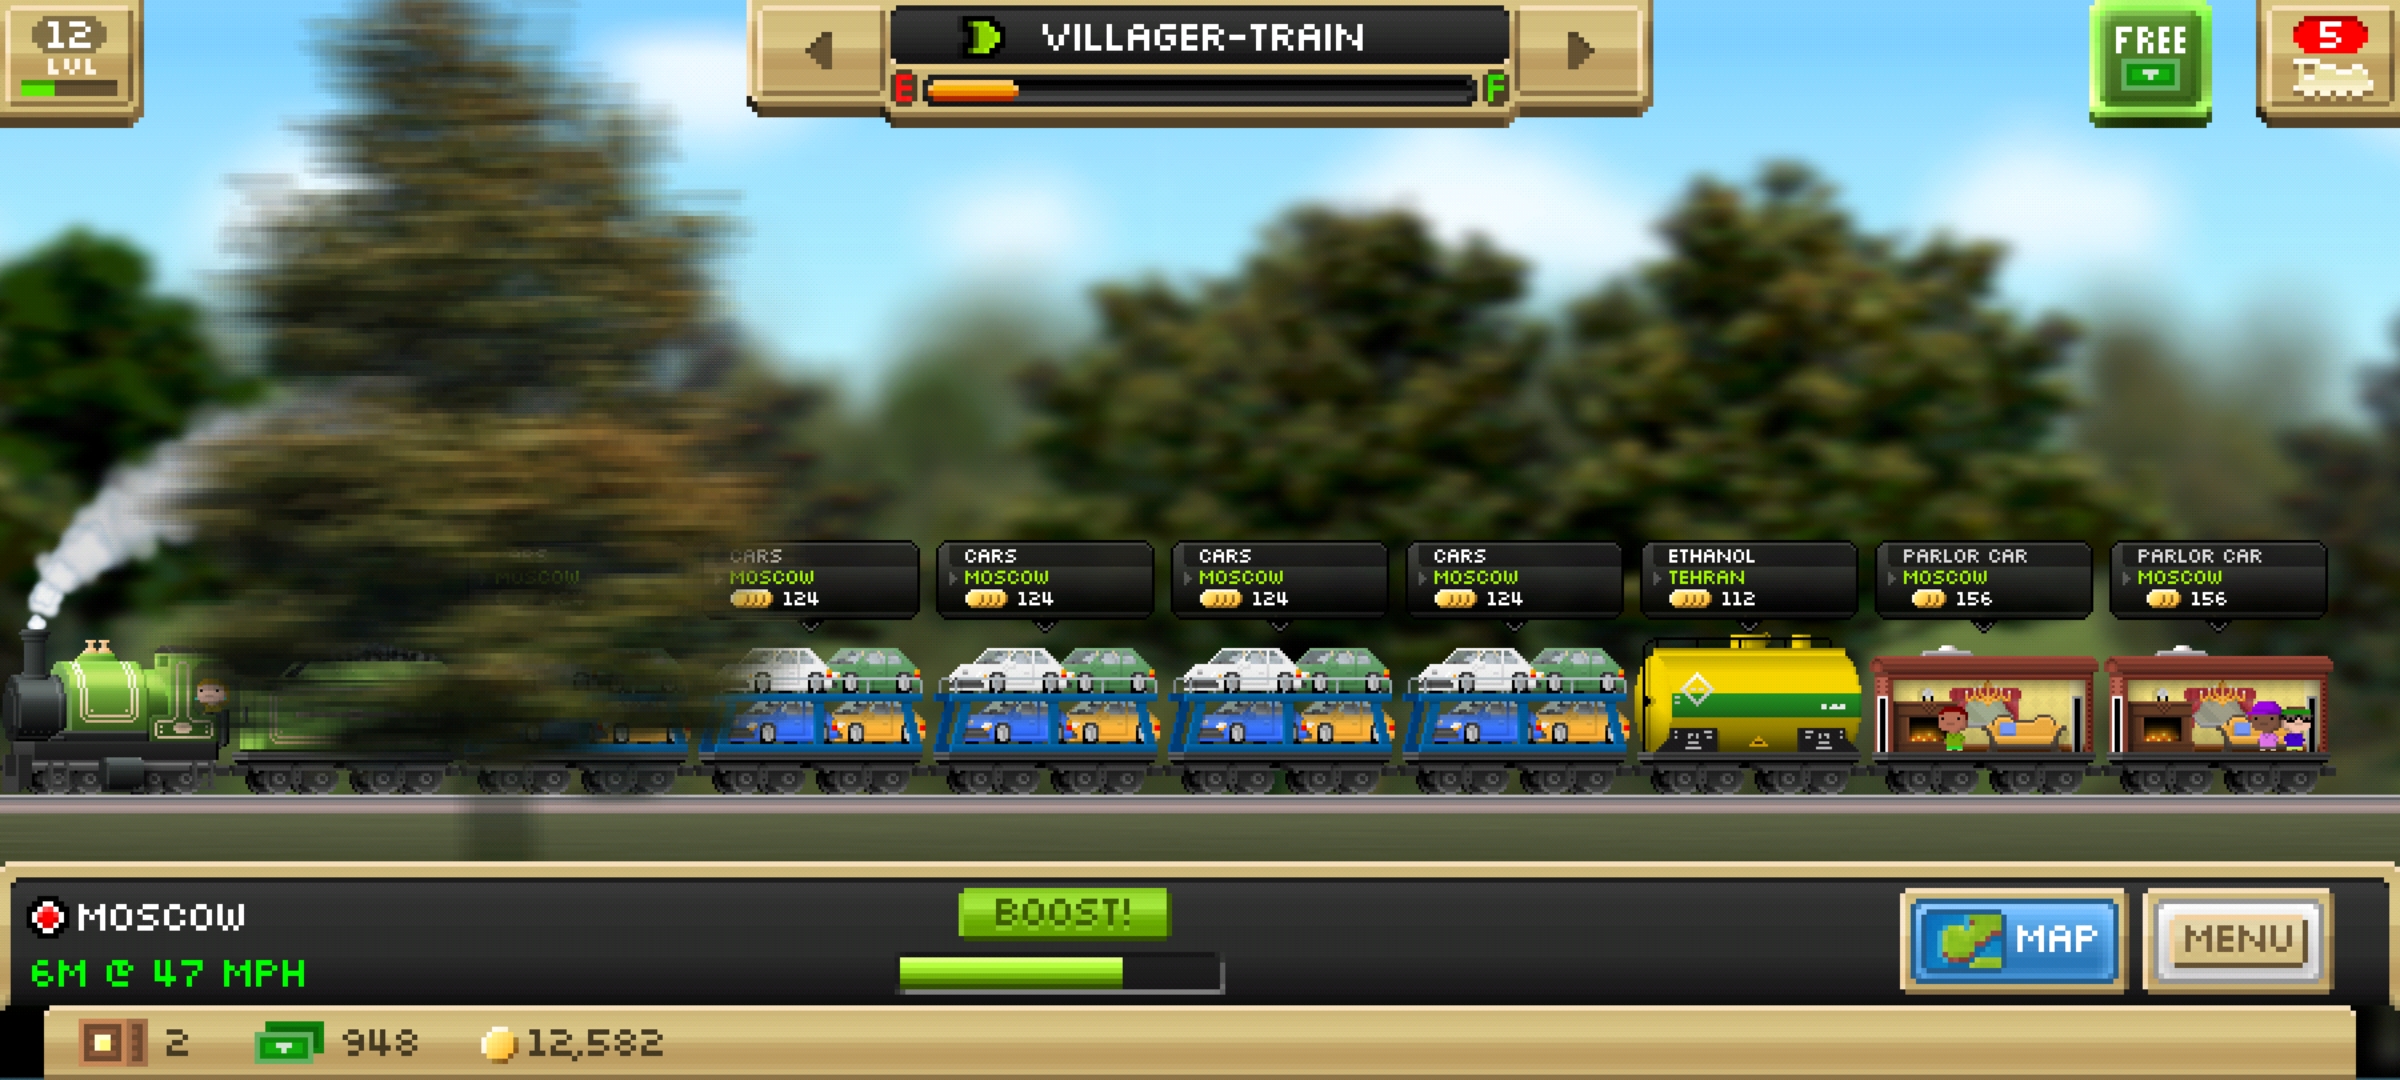 12
LVL
VILLAGER-TRAIN
E F
FREE
5
CARS
MOSCOW
CARS
MOSCOW
124
CARS
MOSCOW
124
CARS
MOSCOW
124
CARS
MOSCOW
124
ETHANOL
TEHRAN
112
PARLOR CAR
MOSCOW
156
PARLOR CAR
MOSCOW
156
MOSCOW
6M @ 47 MPH
BOOST!
MAP
MENU
2
948
12,582